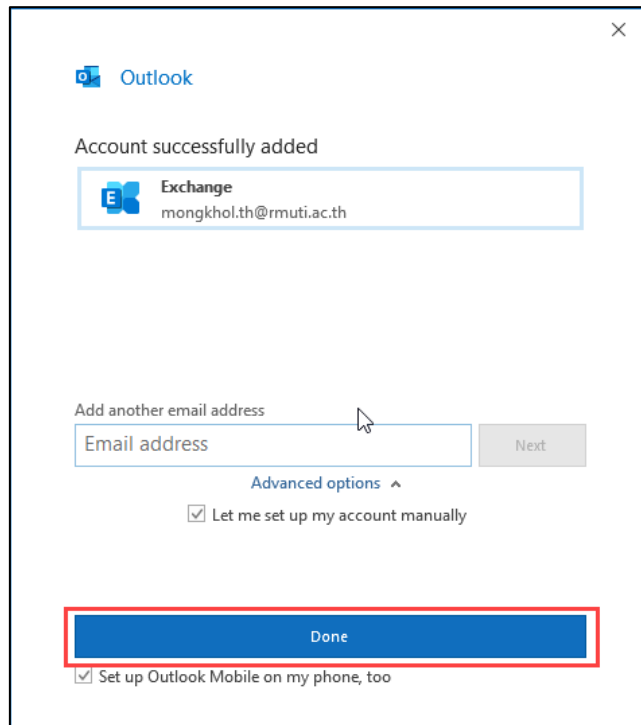 Outlook
Account successfully added
Exchange
mongkhol.th@rmuti.ac.th
Add another email address
Email address
Next
Advanced options
Let me set up my account manually
Done
Set up Outlook Mobile on my phone, too